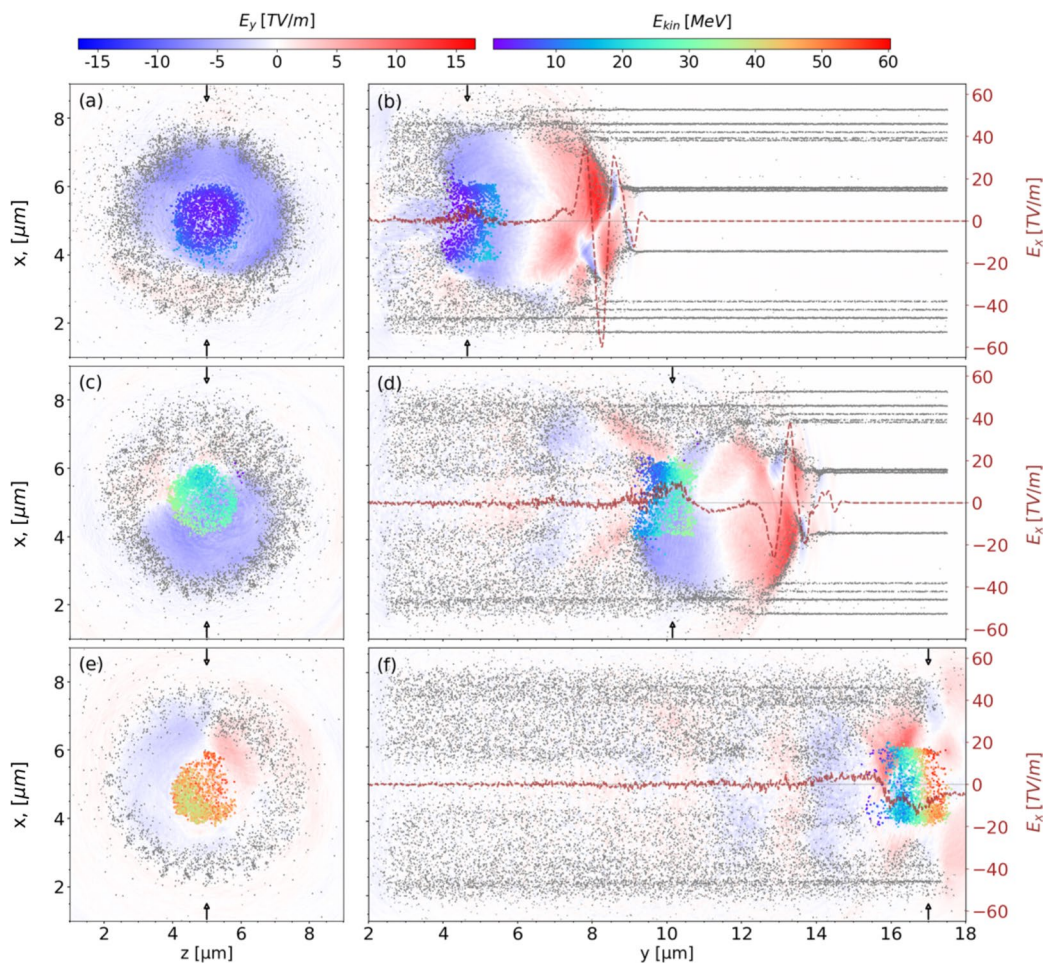 E_y [TV/m]
E_kin [MeV]
-15 -10 -5 0 5 10 15
10 20 30 40 50 60
(a)
(b)
8
6
4
2
x, [μm]
60
40
20
0
−20
−40
−60
E_x [TV/m]
(c)
(d)
8
6
4
2
x, [μm]
60
40
20
0
−20
−40
−60
E_x [TV/m]
(e)
(f)
8
6
4
2
x, [μm]
60
40
20
0
−20
−40
−60
E_x [TV/m]
2 4 6 8
2 4 6 8 10 12 14 16 18
z [μm]
y [μm]